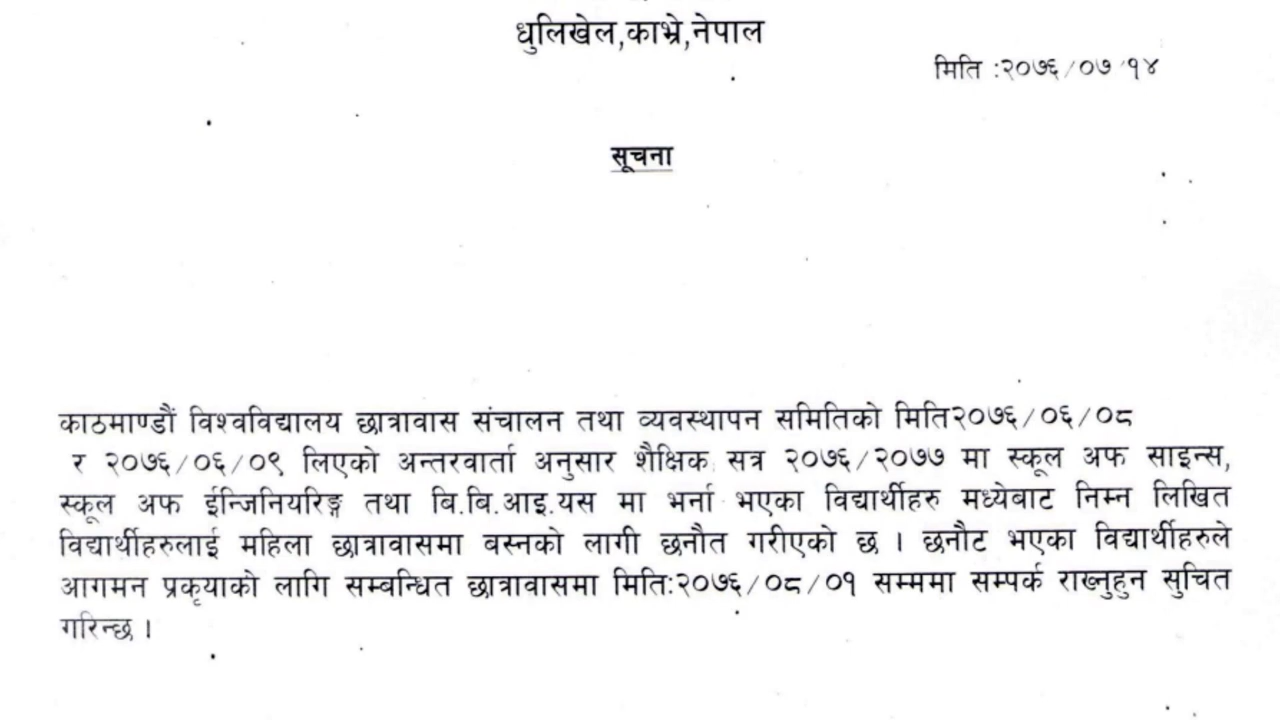 धुलिखेल,काभ्रे,नेपाल
मिति :२०७६/०७/१४
सूचना
काठमाण्डौं विश्वविद्यालय छात्रावास संचालन तथा व्यवस्थापन समितिको मिति२०७६/०६/०८
र २०७६/०६/०९ लिएको अन्तरवार्ता अनुसार शैक्षिक सत्र २०७६/२०७७ मा स्कूल अफ साइन्स,
स्कूल अफ ईन्जिनियरिङ्ग तथा बि.बि.आइ.यस मा भर्ना भएका विद्यार्थीहरु मध्येबाट निम्न लिखित
विद्यार्थीहरुलाई महिला छात्रावासमा बस्नको लागी छनौत गरीएको छ । छनौट भएका विद्यार्थीहरुले
आगमन प्रकृयाको लागि सम्बन्धित छात्रावासमा मिति:२०७६/०८/०१ सम्ममा सम्पर्क राख्नुहुन सुचित
गरिन्छ ।